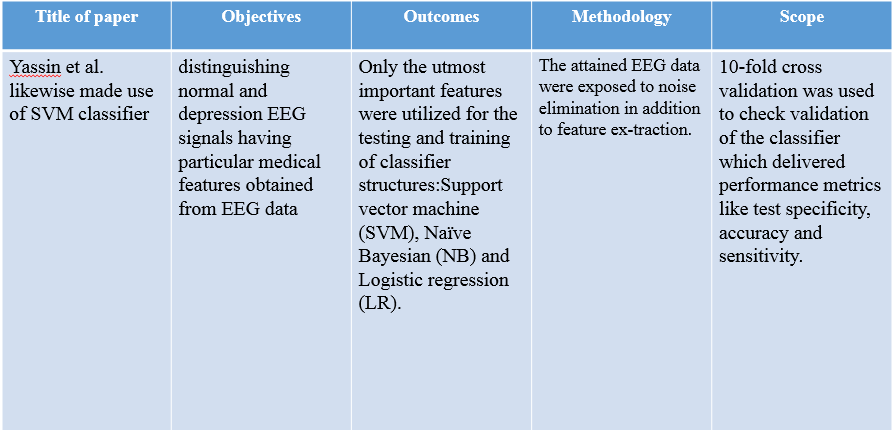 Title of paper
Objectives
Outcomes
Methodology
Scope
Yassin et al.
likewise made use
of SVM classifier
distinguishing
normal and
depression EEG
signals having
particular medical
features obtained
from EEG data
Only the utmost
important features
were utilized for the
testing and training
of classifier
structures:Support
vector machine
(SVM), Naïve
Bayesian (NB) and
Logistic regression
(LR).
The attained EEG data
were exposed to noise
elimination in addition
to feature ex-traction.
10-fold cross
validation was used
to check validation
of the classifier
which delivered
performance metrics
like test specificity,
accuracy and
sensitivity.